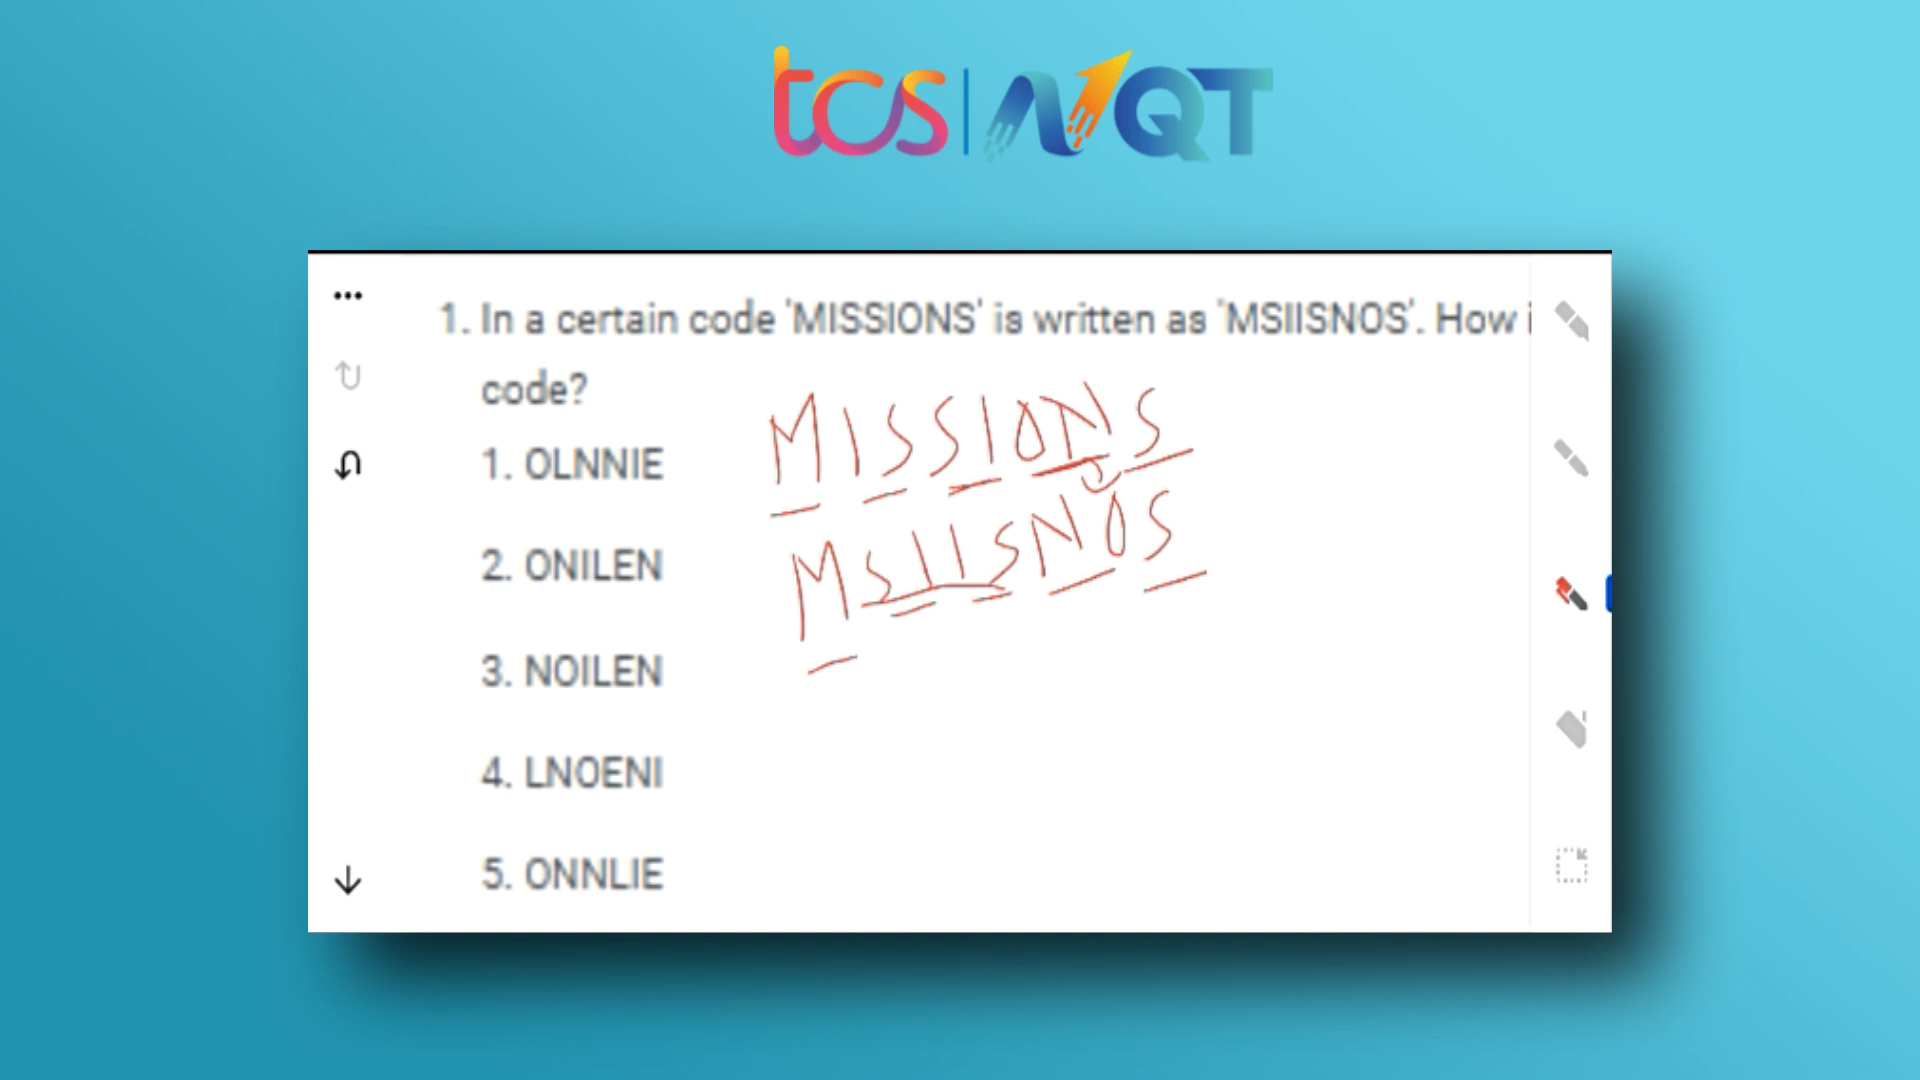 tcs | NQT
1. In a certain code 'MISSIONS' is written as 'MSIISNOS'. How i
code?
MISSIONS
1. OLNNIE
MSIISNOS
2. ONILEN
3. NOILEN
4. LNOENI
5. ONNLIE